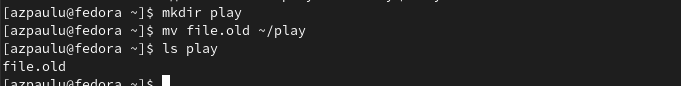 [azpaulu@fedora ~]$ mkdir play
[azpaulu@fedora ~]$ mv file.old ~/play
[azpaulu@fedora ~]$ ls play
file.old
[azpaulu@fedora ~]$